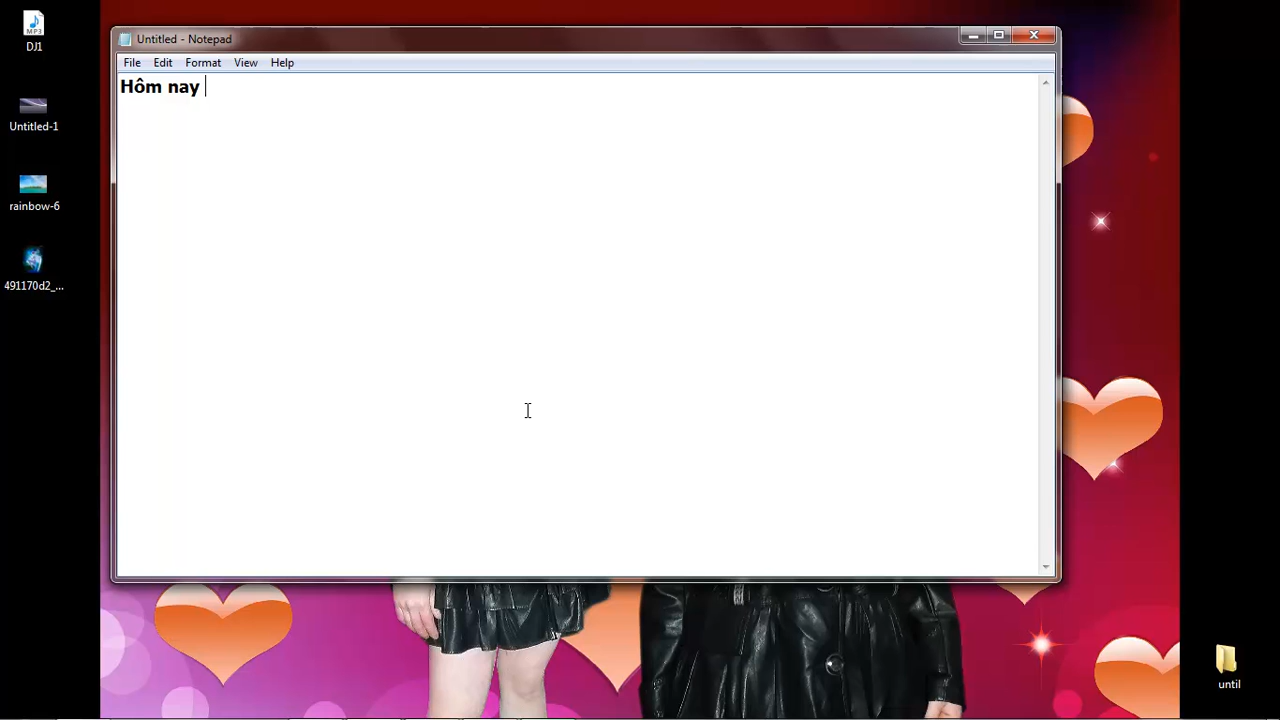 DJ1
Untitled-1
rainbow-6
491170d2_...
Untitled - Notepad
File Edit Format View Help
Hôm nay
until